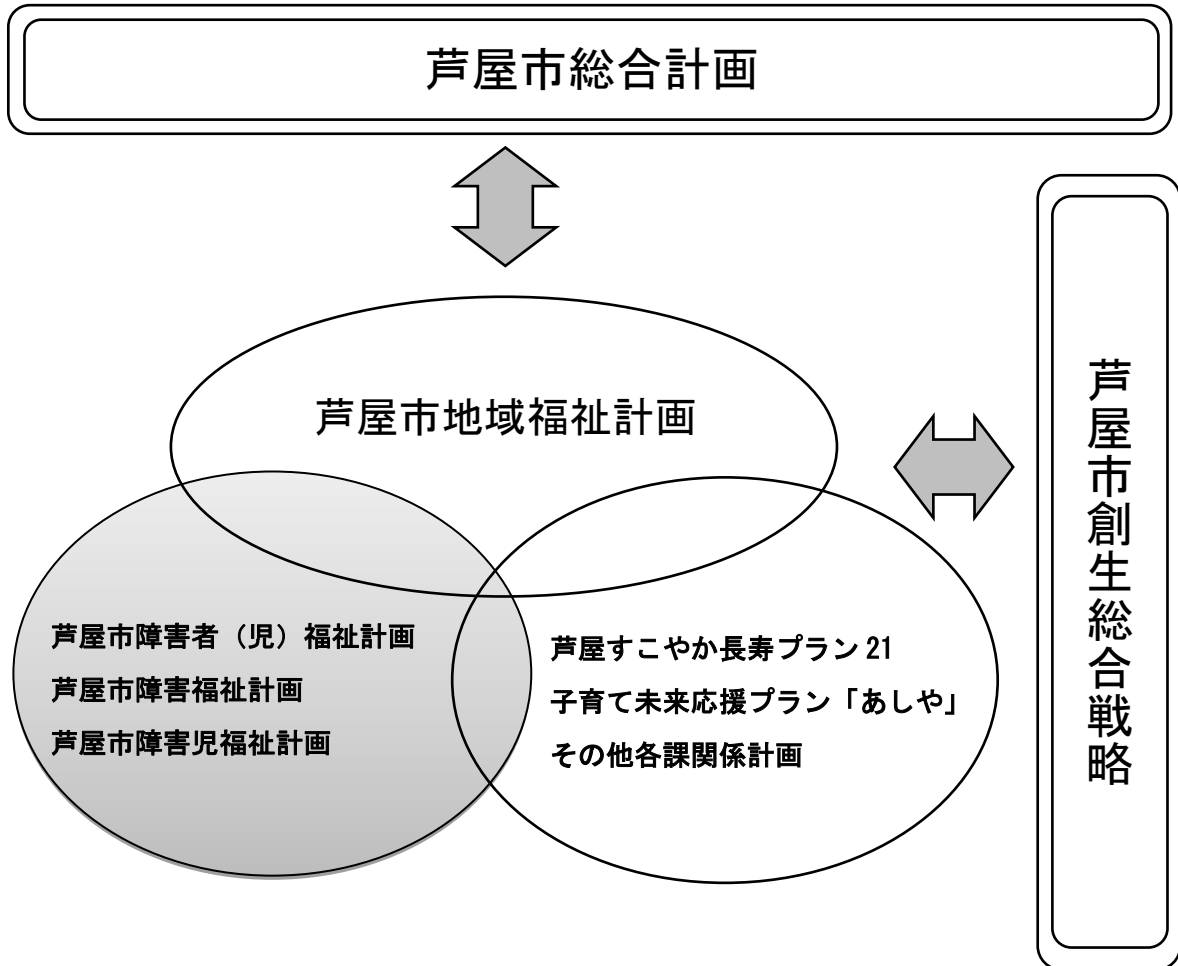 芦屋市総合計画
芦屋市地域福祉計画
芦屋市障害者（児）福祉計画
芦屋市障害福祉計画
芦屋市障害児福祉計画
芦屋すこやか長寿プラン 21
子育て未来応援プラン「あしや」
その他各課関係計画
芦屋市創生総合戦略